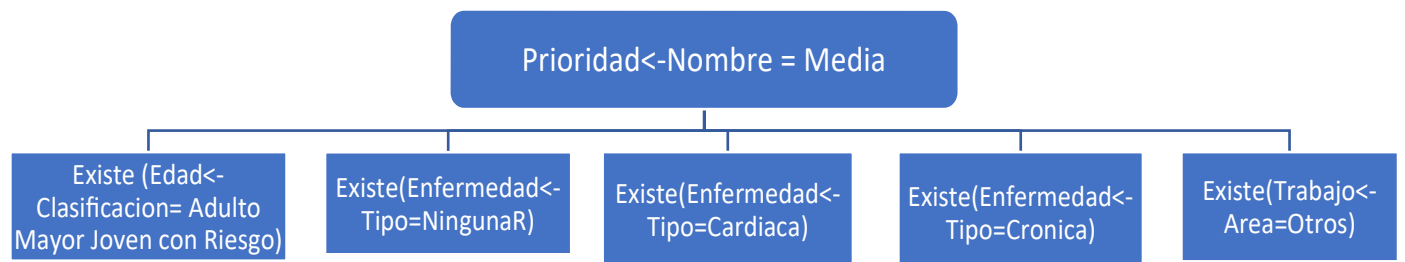 Prioridad<-Nombre = Media
Existe (Edad<-
Clasificacion= Adulto
Mayor Joven con Riesgo)
Existe(Enfermedad<-
Tipo=NingunaR)
Existe(Enfermedad<-
Tipo=Cardiaca)
Existe(Enfermedad<-
Tipo=Cronica)
Existe(Trabajo<-
Area=Otros)